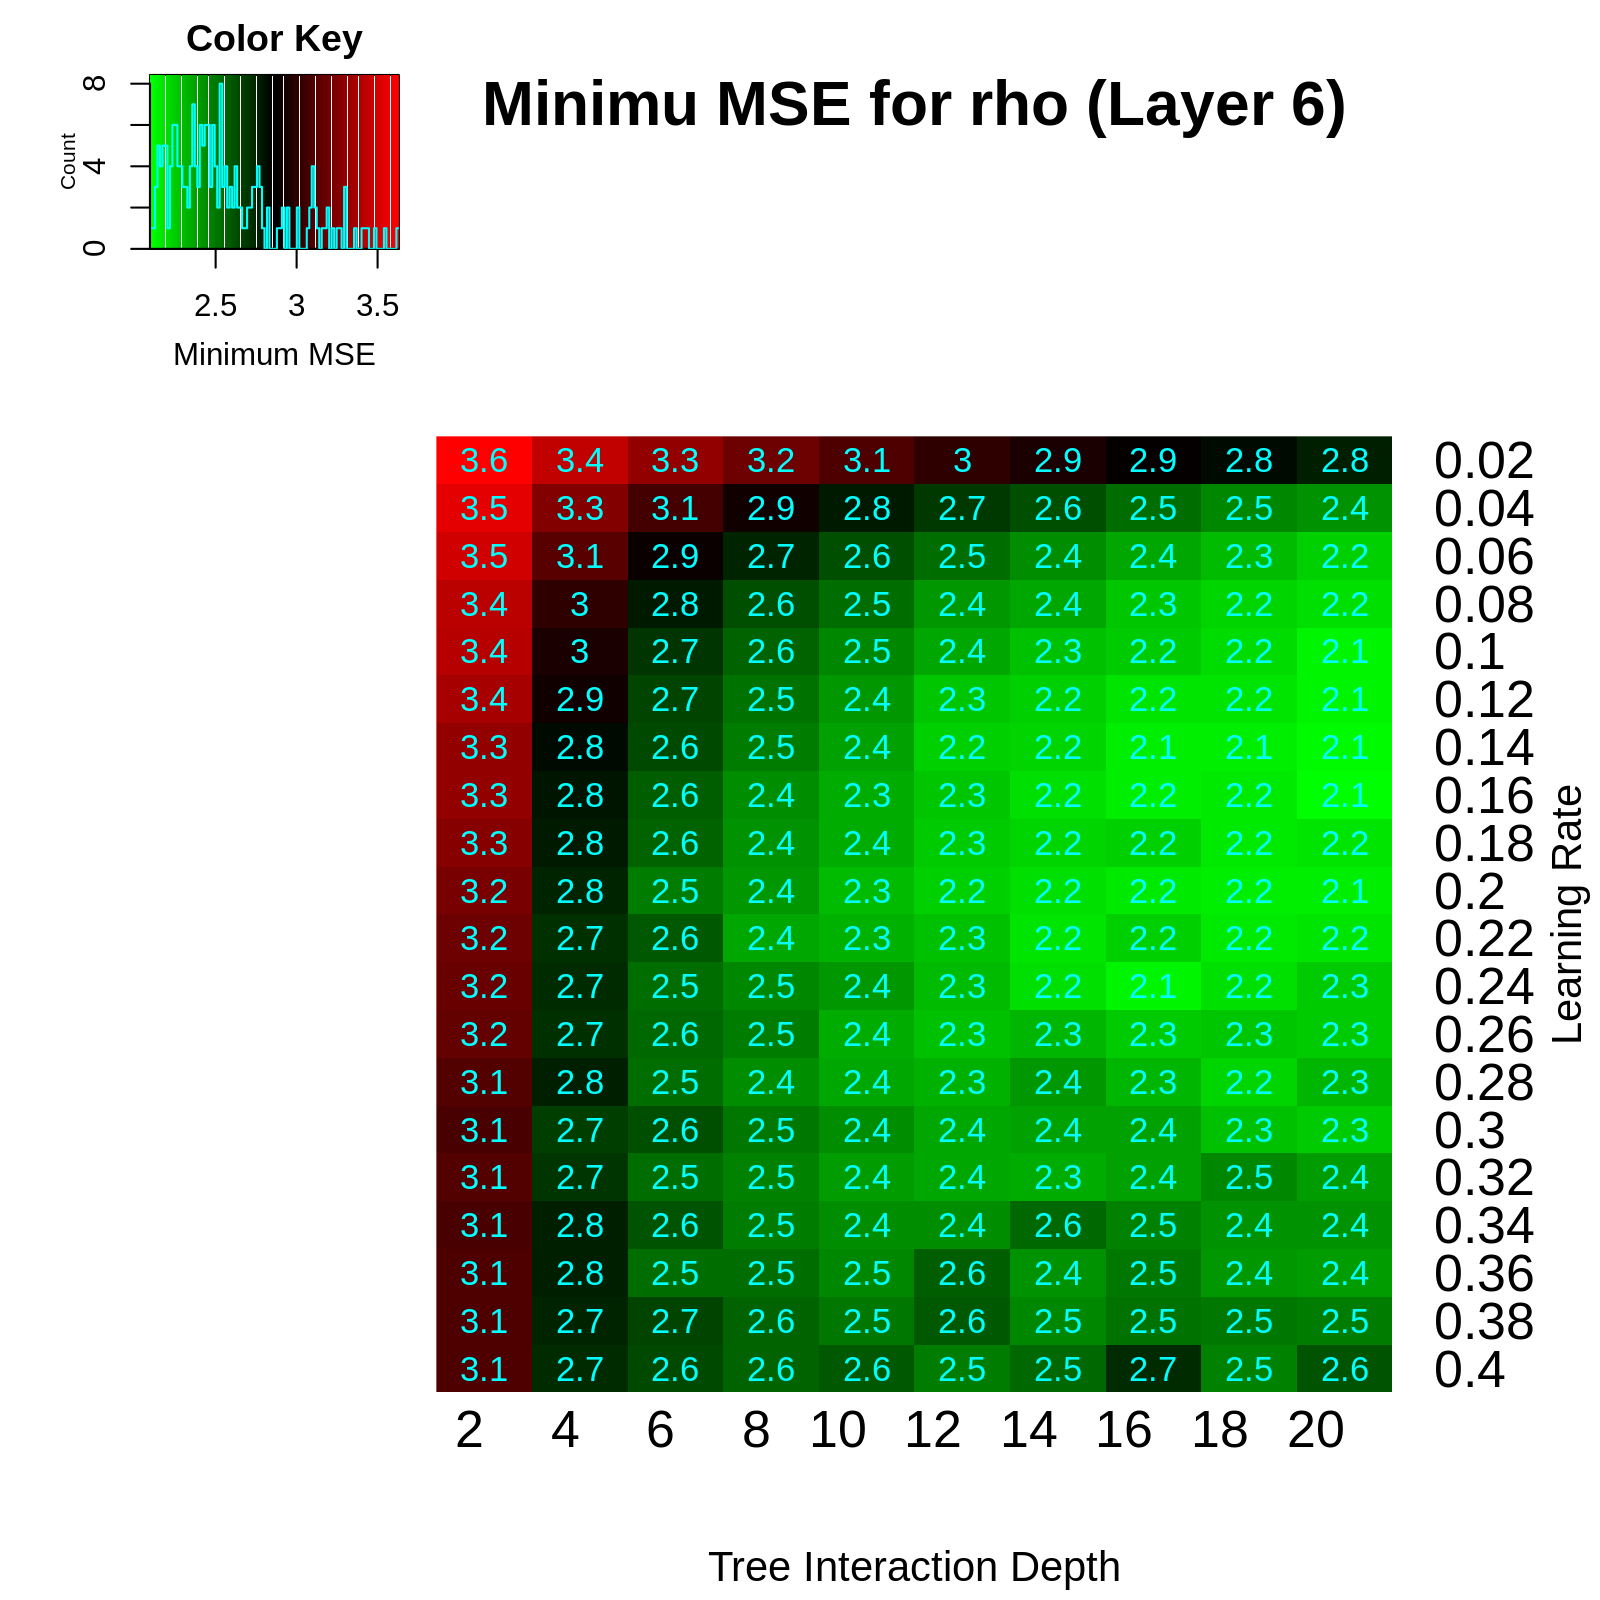 Color Key
Minimu MSE for rho (Layer 6)
Count
0 4 8
2.5 3 3.5
Minimum MSE
3.6 3.4 3.3 3.2 3.1 3 2.9 2.9 2.8 2.8 0.02
3.5 3.3 3.1 2.9 2.8 2.7 2.6 2.5 2.5 2.4 0.04
3.5 3.1 2.9 2.7 2.6 2.5 2.4 2.4 2.3 2.2 0.06
3.4 3 2.8 2.6 2.5 2.4 2.4 2.3 2.2 2.2 0.08
3.4 3 2.7 2.6 2.5 2.4 2.3 2.2 2.2 2.1 0.1
3.4 2.9 2.7 2.5 2.4 2.3 2.2 2.2 2.2 2.1 0.12
3.3 2.8 2.6 2.5 2.4 2.2 2.2 2.1 2.1 2.1 0.14
3.3 2.8 2.6 2.4 2.3 2.3 2.2 2.2 2.2 2.1 0.16
3.3 2.8 2.6 2.4 2.4 2.3 2.2 2.2 2.2 2.2 0.18
3.2 2.8 2.5 2.4 2.3 2.2 2.2 2.2 2.2 2.1 0.2
3.2 2.7 2.6 2.4 2.3 2.3 2.2 2.2 2.2 2.2 0.22
3.2 2.7 2.5 2.5 2.4 2.3 2.2 2.1 2.2 2.3 0.24
3.2 2.7 2.6 2.5 2.4 2.3 2.3 2.3 2.3 2.3 0.26
3.1 2.8 2.5 2.4 2.4 2.3 2.4 2.3 2.2 2.3 0.28
3.1 2.7 2.6 2.5 2.4 2.4 2.4 2.4 2.3 2.3 0.3
3.1 2.7 2.5 2.5 2.4 2.4 2.3 2.4 2.5 2.4 0.32
3.1 2.8 2.6 2.5 2.4 2.4 2.6 2.5 2.4 2.4 0.34
3.1 2.8 2.5 2.5 2.5 2.6 2.4 2.5 2.4 2.4 0.36
3.1 2.7 2.7 2.6 2.5 2.6 2.5 2.5 2.5 2.5 0.38
3.1 2.7 2.6 2.6 2.6 2.5 2.5 2.7 2.5 2.6 0.4
Learning Rate
2 4 6 8 10 12 14 16 18 20
Tree Interaction Depth